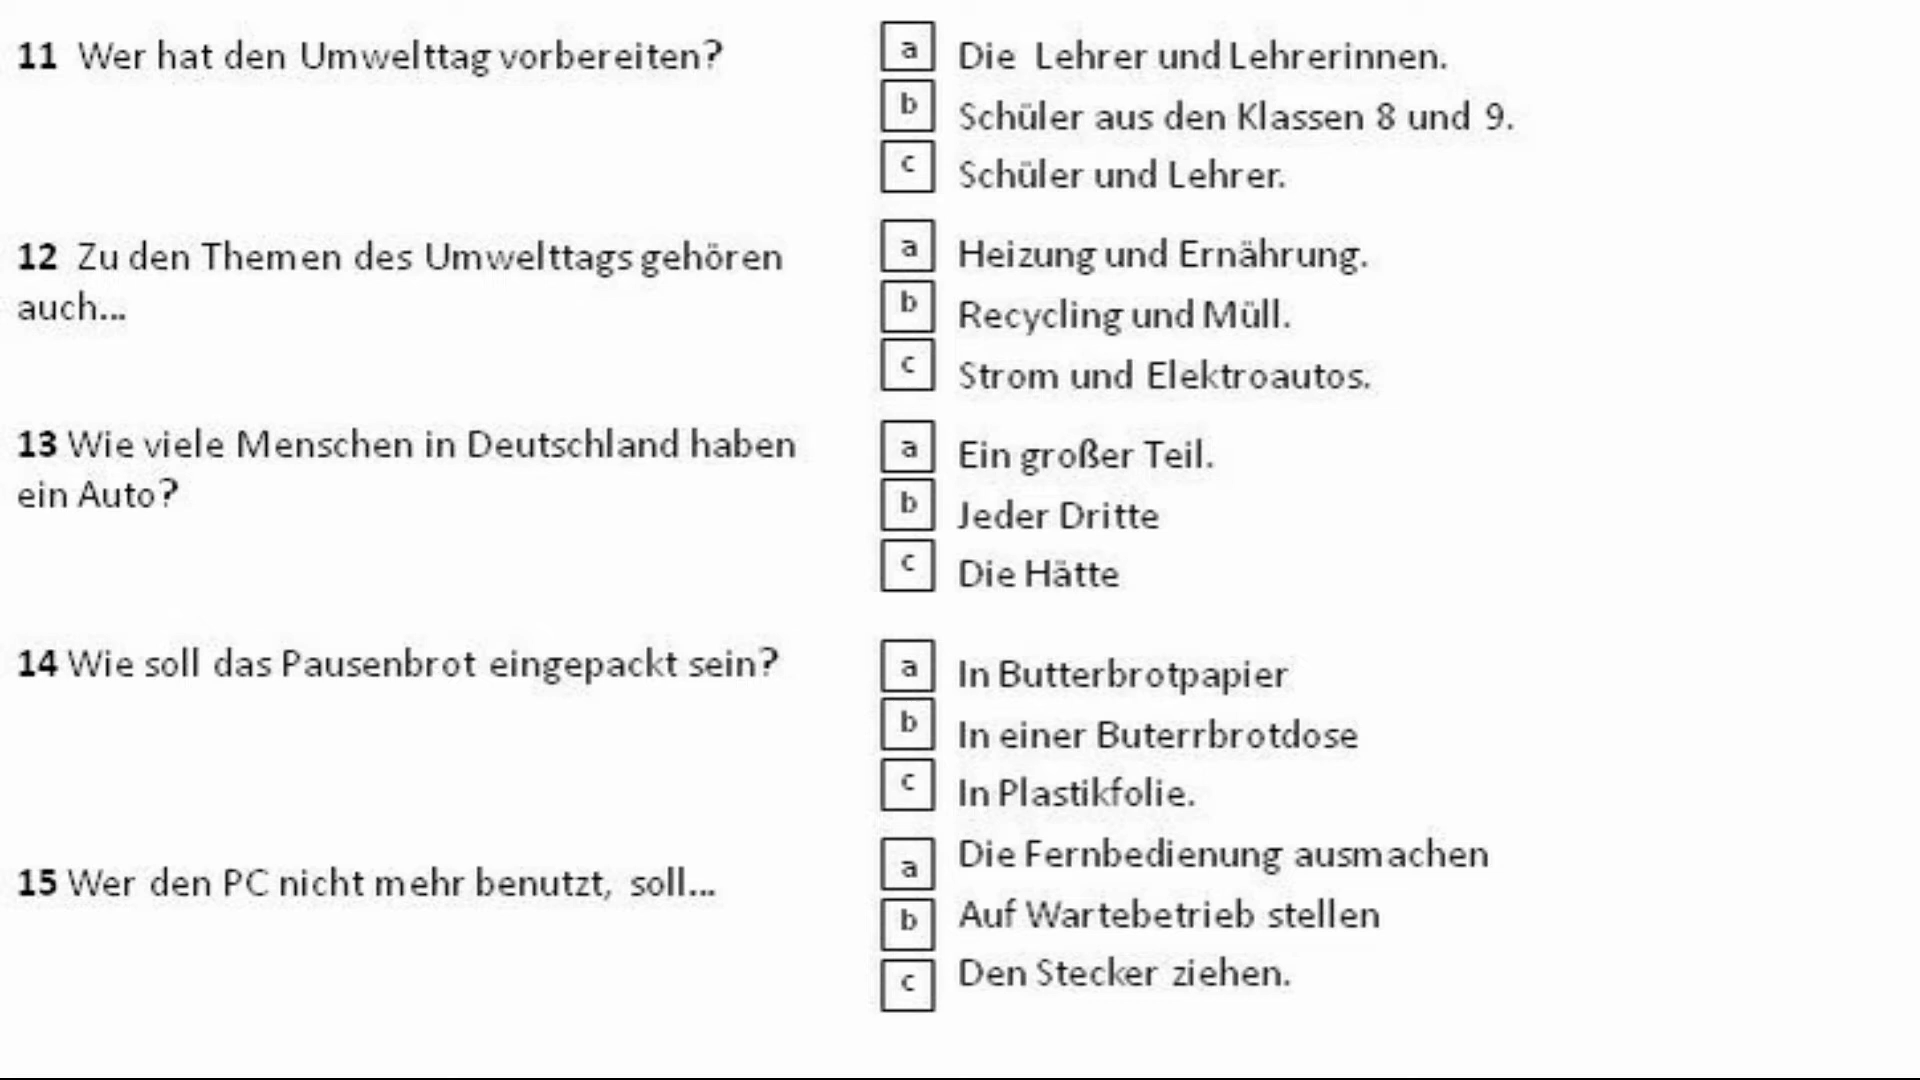 11 Wer hat den Umwelttag vorbereiten?
a Die Lehrer und Lehrerinnen.
b Schüler aus den Klassen 8 und 9.
c Schüler und Lehrer.
12 Zu den Themen des Umwelttags gehören
auch...
a Heizung und Ernährung.
b Recycling und Müll.
c Strom und Elektroautos.
13 Wie viele Menschen in Deutschland haben
ein Auto?
a Ein großer Teil.
b Jeder Dritte
c Die Hätte
14 Wie soll das Pausenbrot eingepackt sein?
a In Butterbrotpapier
b In einer Buterrbrotdose
c In Plastikfolie.
15 Wer den PC nicht mehr benutzt, soll...
a Die Fernbedienung ausmachen
b Auf Wartebetrieb stellen
c Den Stecker ziehen.